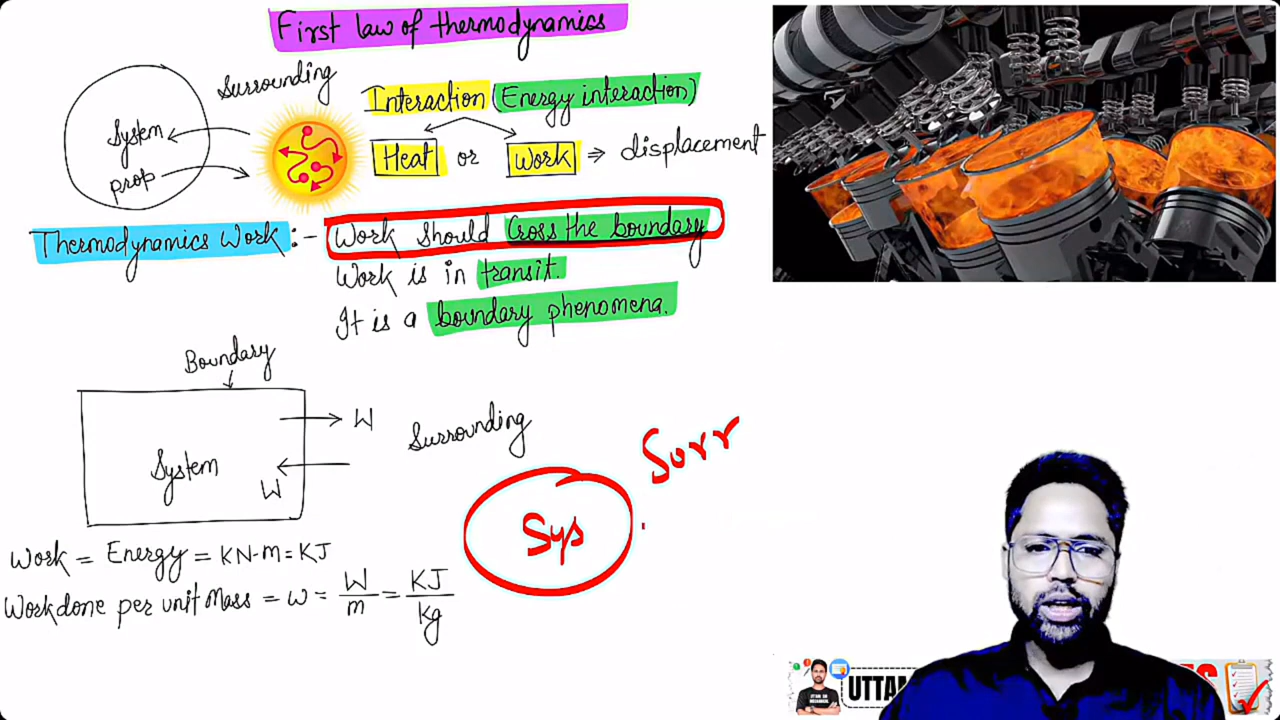 First law of thermodynamics
Surrounding
System
prop
Interaction (Energy interaction)
Heat or Work ⇒ displacement
Thermodynamics Work :- Work should Cross the boundary
Work is in transit.
It is a boundary phenomena.
Boundary
W
Surrounding
System
W
Surr
Sys
Work = Energy = KN-m = KJ
Workdone per unit Mass = w = W/m = KJ/Kg
UTTAM